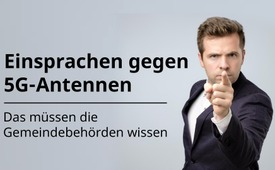 Einsprachen gegen
5G-Antennen
Das müssen die
Gemeindebehörden wissen